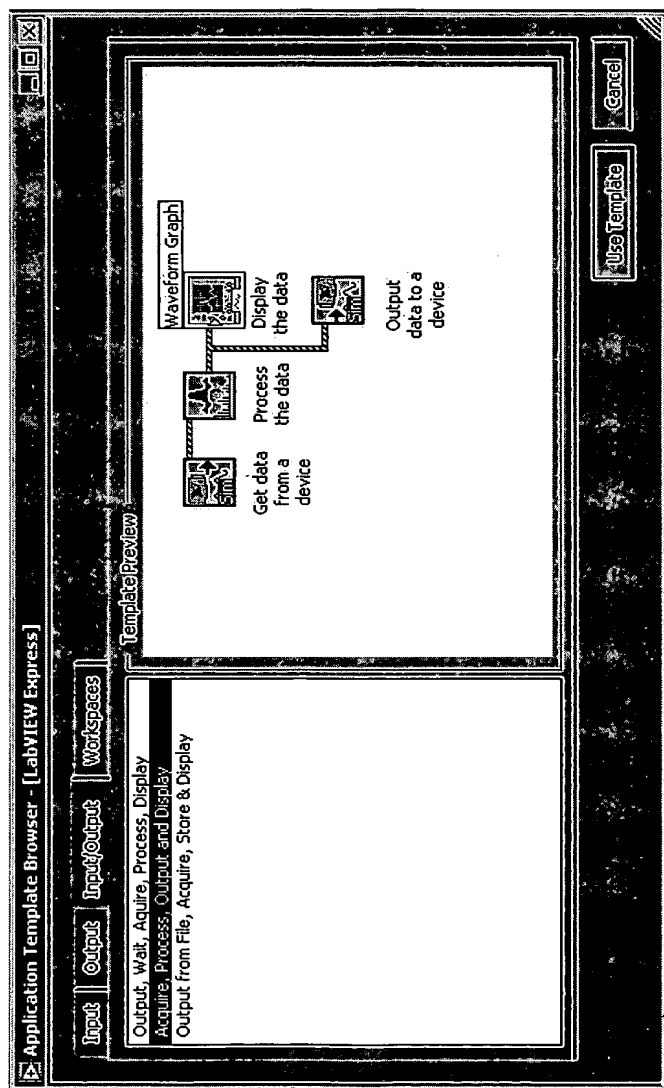 Application Template Browser - [LabVIEW Express]
Input
Output
Input/Output
Workspaces
Output, Wait, Aquire, Process, Display
Acquire, Process, Output and Display
Output from File, Acquire, Store & Display
Template Preview
Waveform Graph
Get data
from a
device
Process
the data
Display
the data
Output
data to a
device
Use Template
Cancel